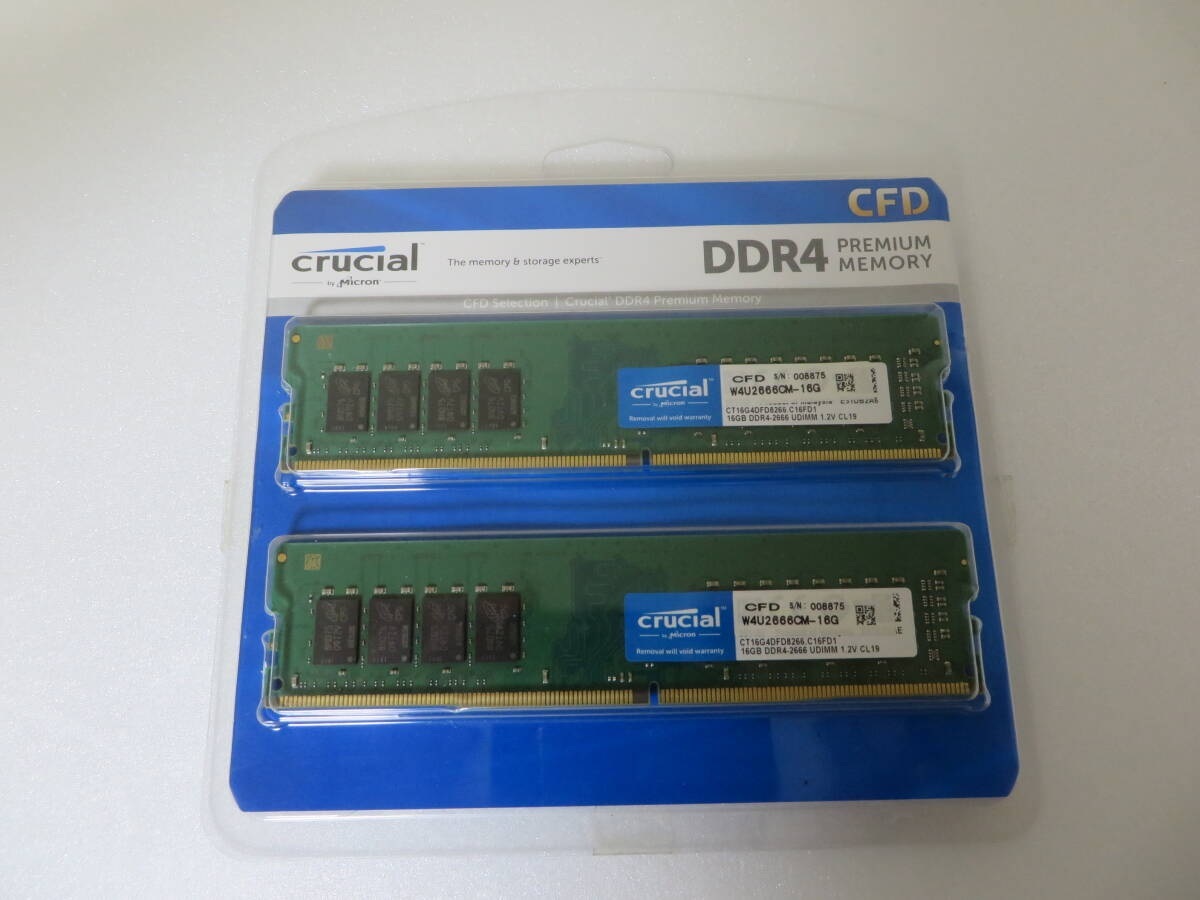 CFD
crucial
by Micron
The memory & storage experts
DDR4 PREMIUM MEMORY
CFD Selection | Crucial DDR4 Premium Memory
crucial
by Micron
Removal will void warranty
CFD S/N: 008875
W4U2666CM-16G
CT16G4DFD8266.C16FD1
16GB DDR4-2666 UDIMM 1.2V CL19
crucial
by Micron
Removal will void warranty
CFD S/N: 008875
W4U2666CM-16G
CT16G4DFD8266.C16FD1
16GB DDR4-2666 UDIMM 1.2V CL19